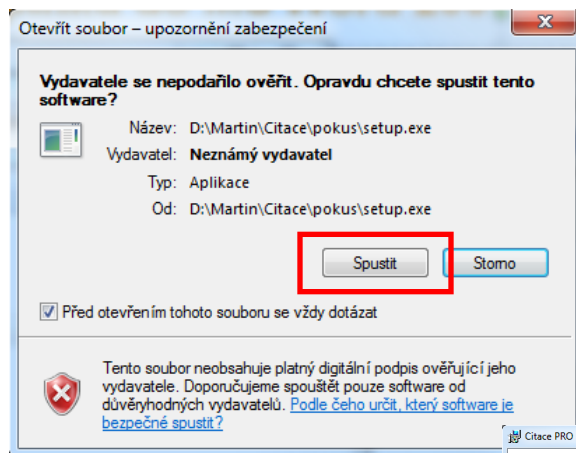 Otevřít soubor – upozornění zabezpečení
Vydavatele se nepodařilo ověřit. Opravdu chcete spustit tento
software?
Název: D:\Martin\Citace\pokus\setup.exe
Vydavatel: Neznámý vydavatel
Typ: Aplikace
Od: D:\Martin\Citace\pokus\setup.exe
Spustit Storno
Před otevřením tohoto souboru se vždy dotázat
Tento soubor neobsahuje platný digitální podpis ověřující jeho
vydavatele. Doporučujeme spouštět pouze software od
důvěryhodných vydavatelů. Podle čeho určit, který software je
bezpečné spustit?
Citace PRO